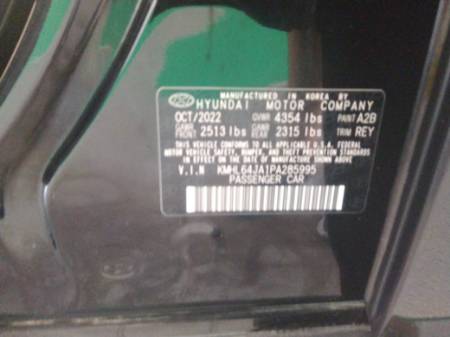 MANUFACTURED IN KOREA BY
HYUNDAI MOTOR COMPANY
OCT/2022 GVWR 4354 lbs PAINT A2B
GAWR FRONT 2513 lbs GAWR REAR 2315 lbs TRIM REY
THIS VEHICLE CONFORMS TO ALL APPLICABLE U.S. FEDERAL
MOTOR VEHICLE SAFETY, BUMPER, AND THEFT PREVENTION
STANDARDS IN EFFECT ON THE DATE OF MANUFACTURE SHOWN ABOVE.
V.I.N KMHL64JA1PA285995
PASSENGER CAR